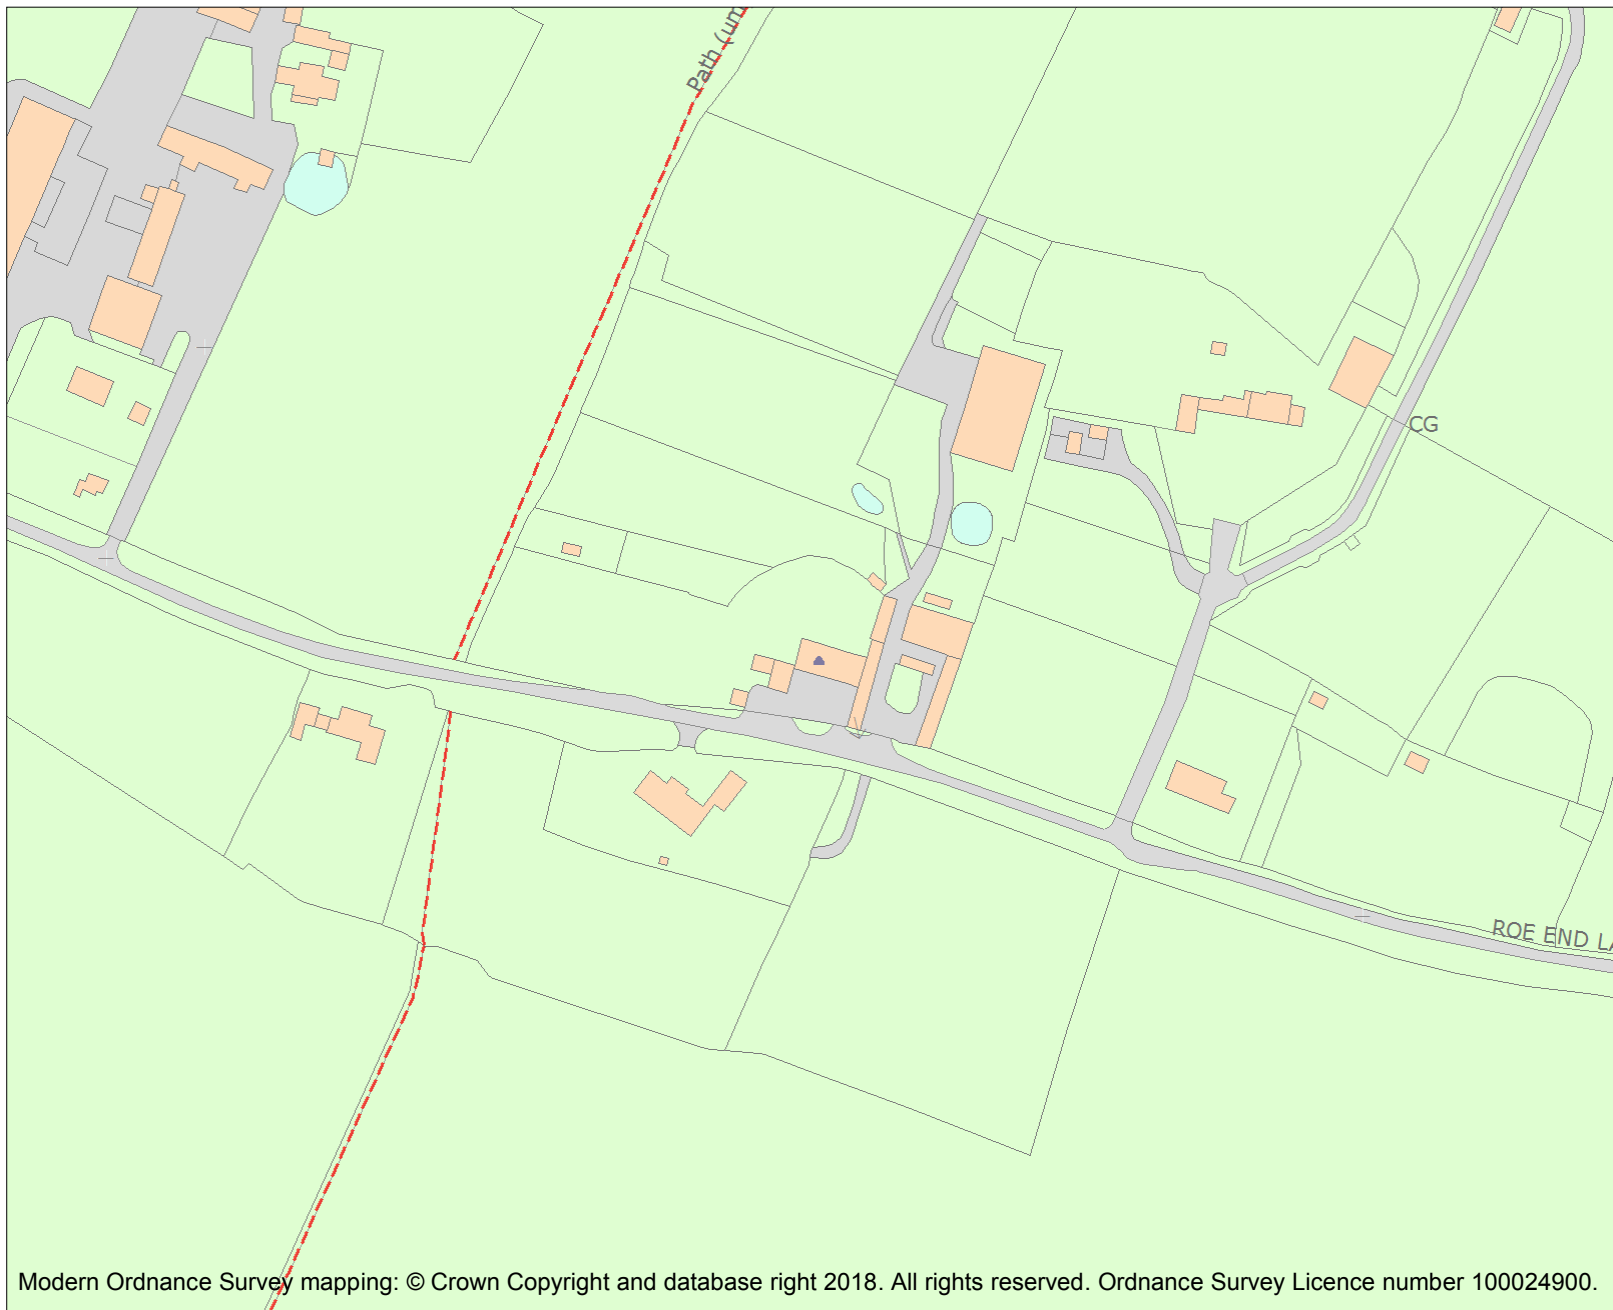 Path (um
CG
ROE END LA
Modern Ordnance Survey mapping: © Crown Copyright and database right 2018. All rights reserved. Ordnance Survey Licence number 100024900.